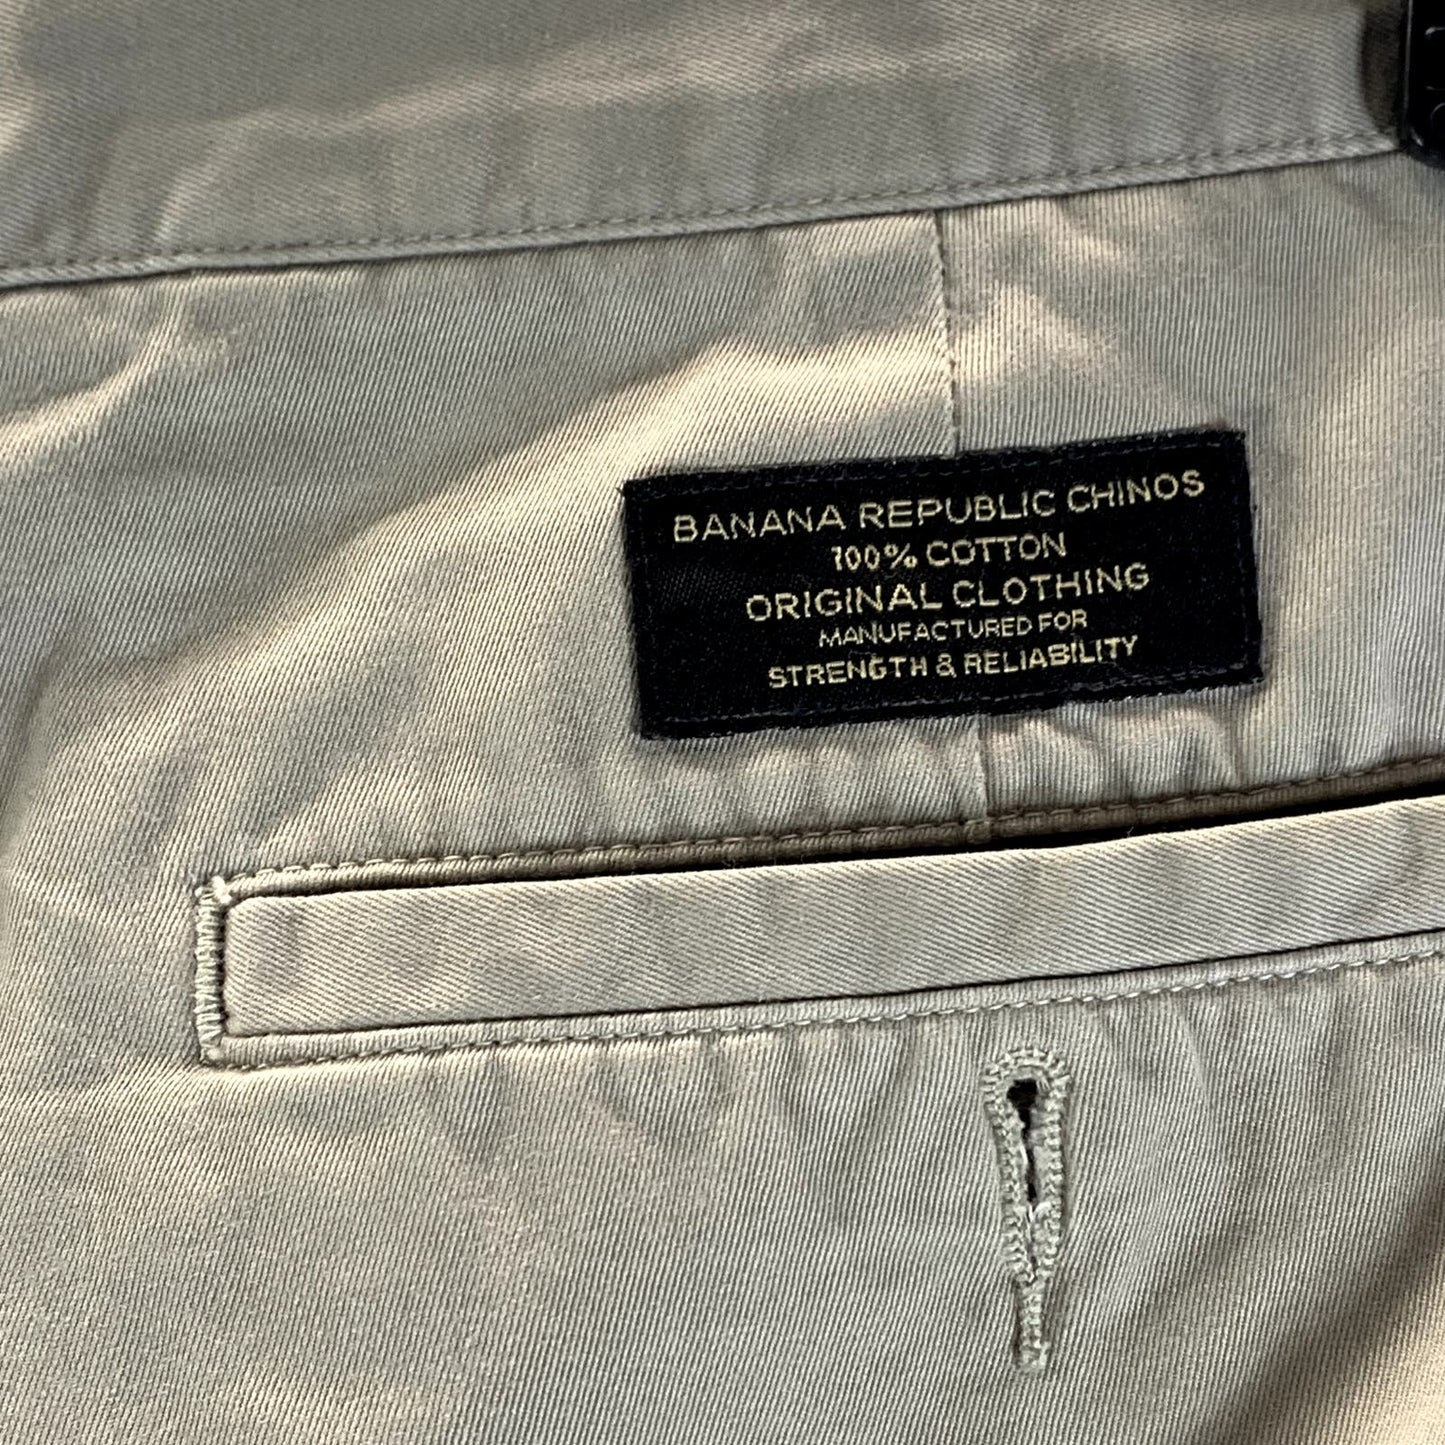 BANANA REPUBLIC CHINOS
100% COTTON
ORIGINAL CLOTHING
MANUFACTURED FOR
STRENGTH & RELIABILITY